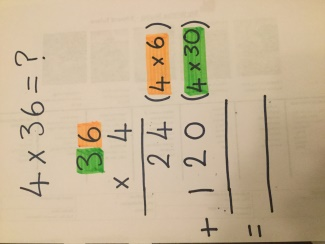 4 x 36 = ?
36
x 4
24 (4 x 6)
+ 120 (4 x 30)
=